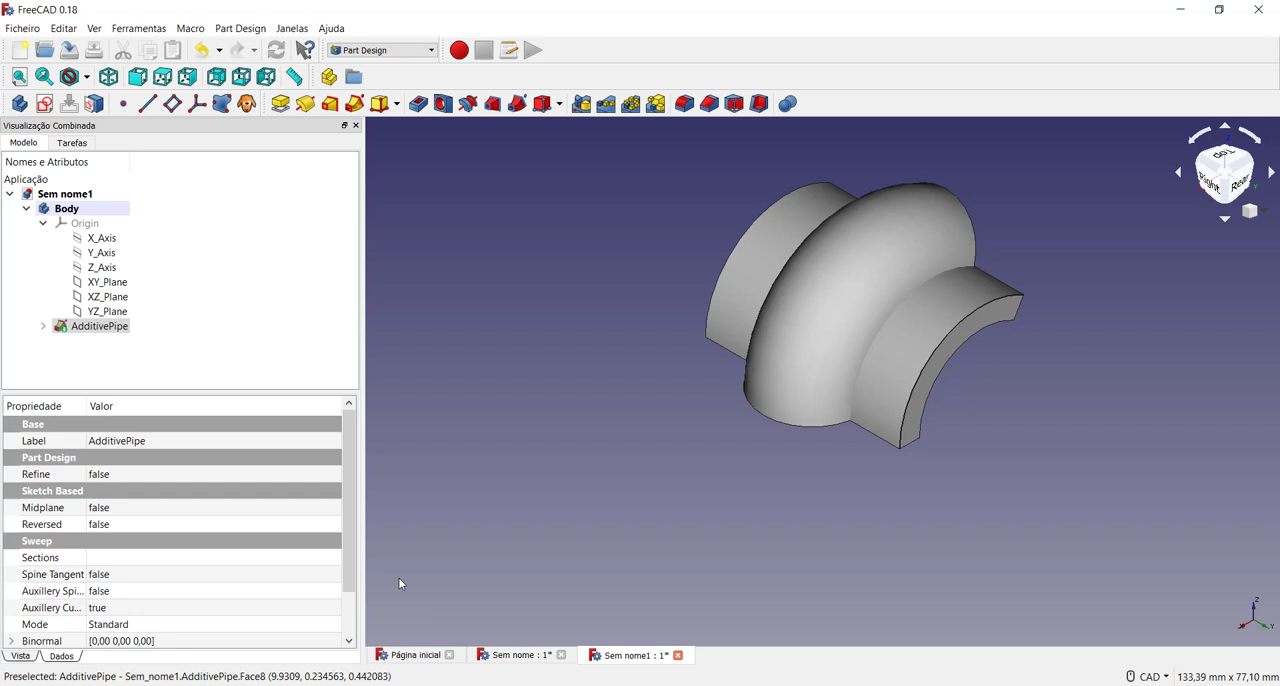 FreeCAD 0.18
Ficheiro Editar Ver Ferramentas Macro Part Design Janelas Ajuda
Part Design
Visualização Combinada
Modelo Tarefas
Nomes e Atributos
Aplicação
Sem nome1
Body
Origin
X_Axis
Y_Axis
Z_Axis
XY_Plane
XZ_Plane
YZ_Plane
AdditivePipe
Propriedade Valor
Base
Label AdditivePipe
Part Design
Refine false
Sketch Based
Midplane false
Reversed false
Sweep
Sections
Spine Tangent false
Auxillery Spi... false
Auxillery Cu... true
Mode Standard
Binormal [0,00 0,00 0,00]
Vista Dados
Top
Right Rear
Z
Y
Página inicial Sem nome : 1* Sem nome1 : 1*
Preselected: AdditivePipe - Sem_nome1.AdditivePipe.Face8 (9.9309, 0.234563, 0.442083)
CAD 133,39 mm x 77,10 mm